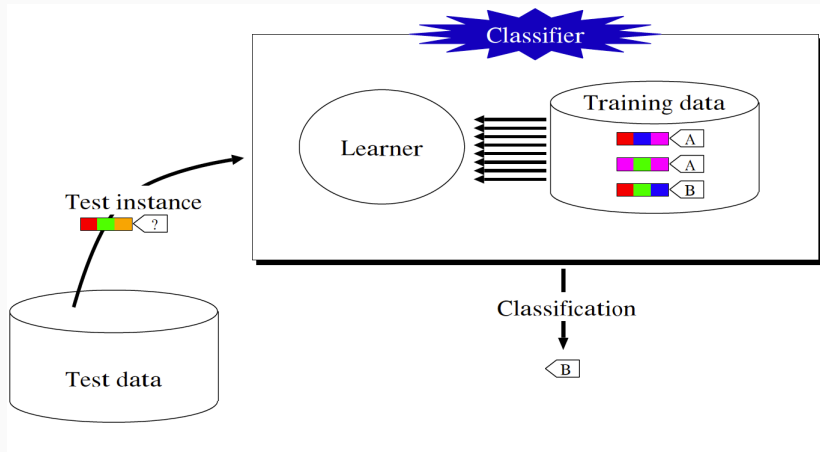 Classifier
Training data
A
Learner
A
Test instance
B
?
Classification
Test data
B